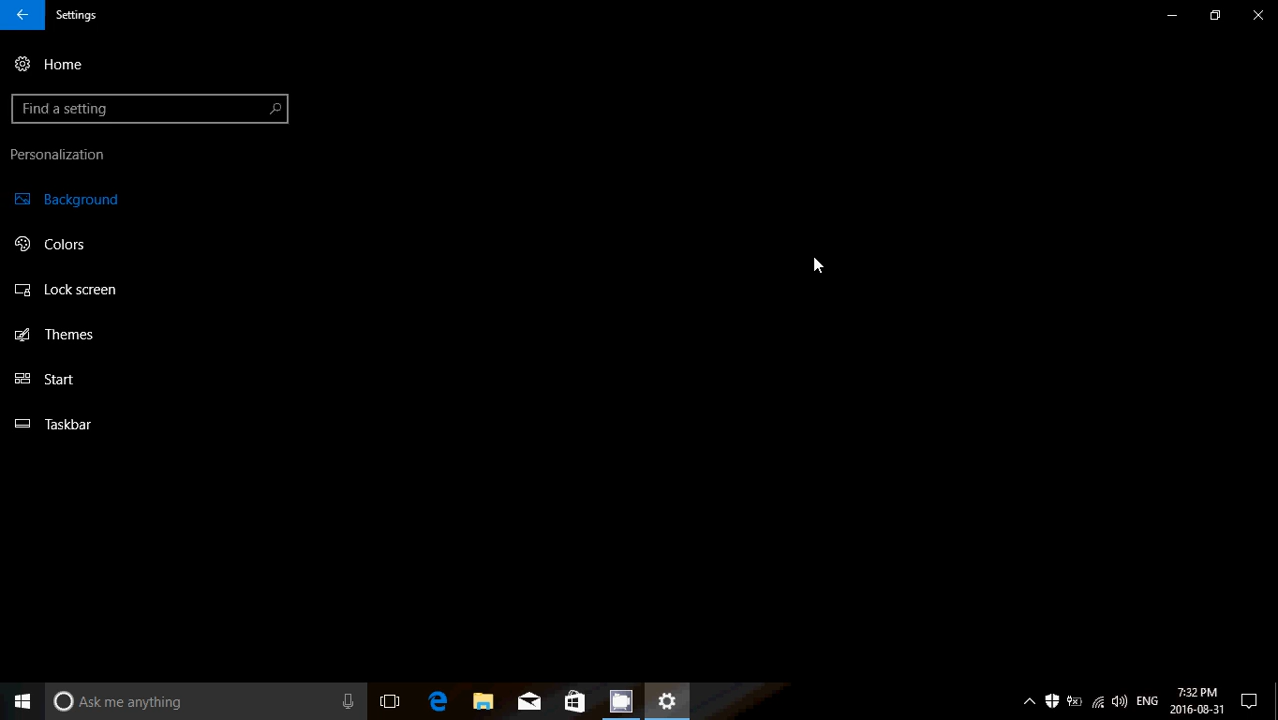 Settings
Home
Find a setting
Personalization
Background
Colors
Lock screen
Themes
Start
Taskbar
Ask me anything
ENG
7:32 PM
2016-08-31